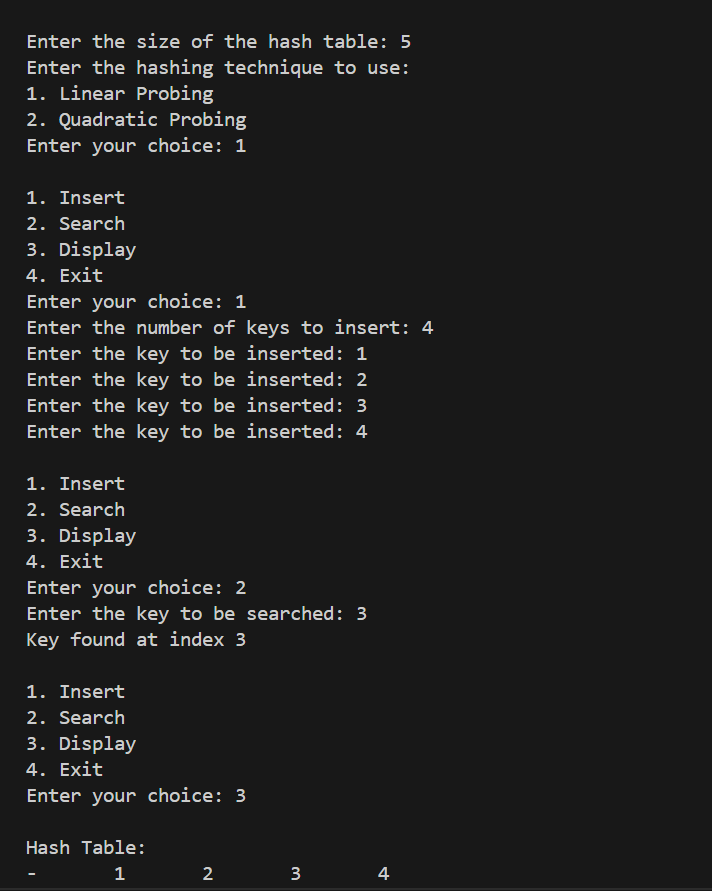 Enter the size of the hash table: 5
Enter the hashing technique to use:
1. Linear Probing
2. Quadratic Probing
Enter your choice: 1
1. Insert
2. Search
3. Display
4. Exit
Enter your choice: 1
Enter the number of keys to insert: 4
Enter the key to be inserted: 1
Enter the key to be inserted: 2
Enter the key to be inserted: 3
Enter the key to be inserted: 4
1. Insert
2. Search
3. Display
4. Exit
Enter your choice: 2
Enter the key to be searched: 3
Key found at index 3
1. Insert
2. Search
3. Display
4. Exit
Enter your choice: 3
Hash Table:
-       1       2       3       4